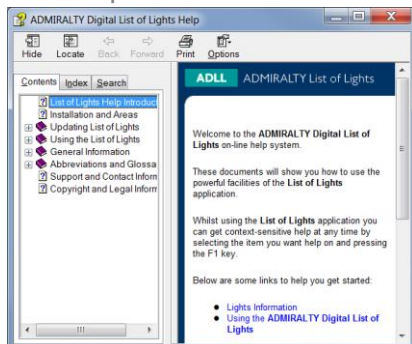 ADMIRALTY Digital List of Lights Help
Hide Locate Back Forward Print Options
Contents Index Search
List of Lights Help Introduct
Installation and Areas
Updating List of Lights
Using the List of Lights
General Information
Abbreviations and Glossa
Support and Contact Inform
Copyright and Legal Inform
ADLL ADMIRALTY List of Lights
Welcome to the ADMIRALTY Digital List of
Lights on-line help system.
These documents will show you how to use the
powerful facilities of the List of Lights
application.
Whilst using the List of Lights application you
can get context-sensitive help at any time by
selecting the item you want help on and pressing
the F1 key.
Below are some links to help you get started:
Lights Information
Using the ADMIRALTY Digital List of
Lights